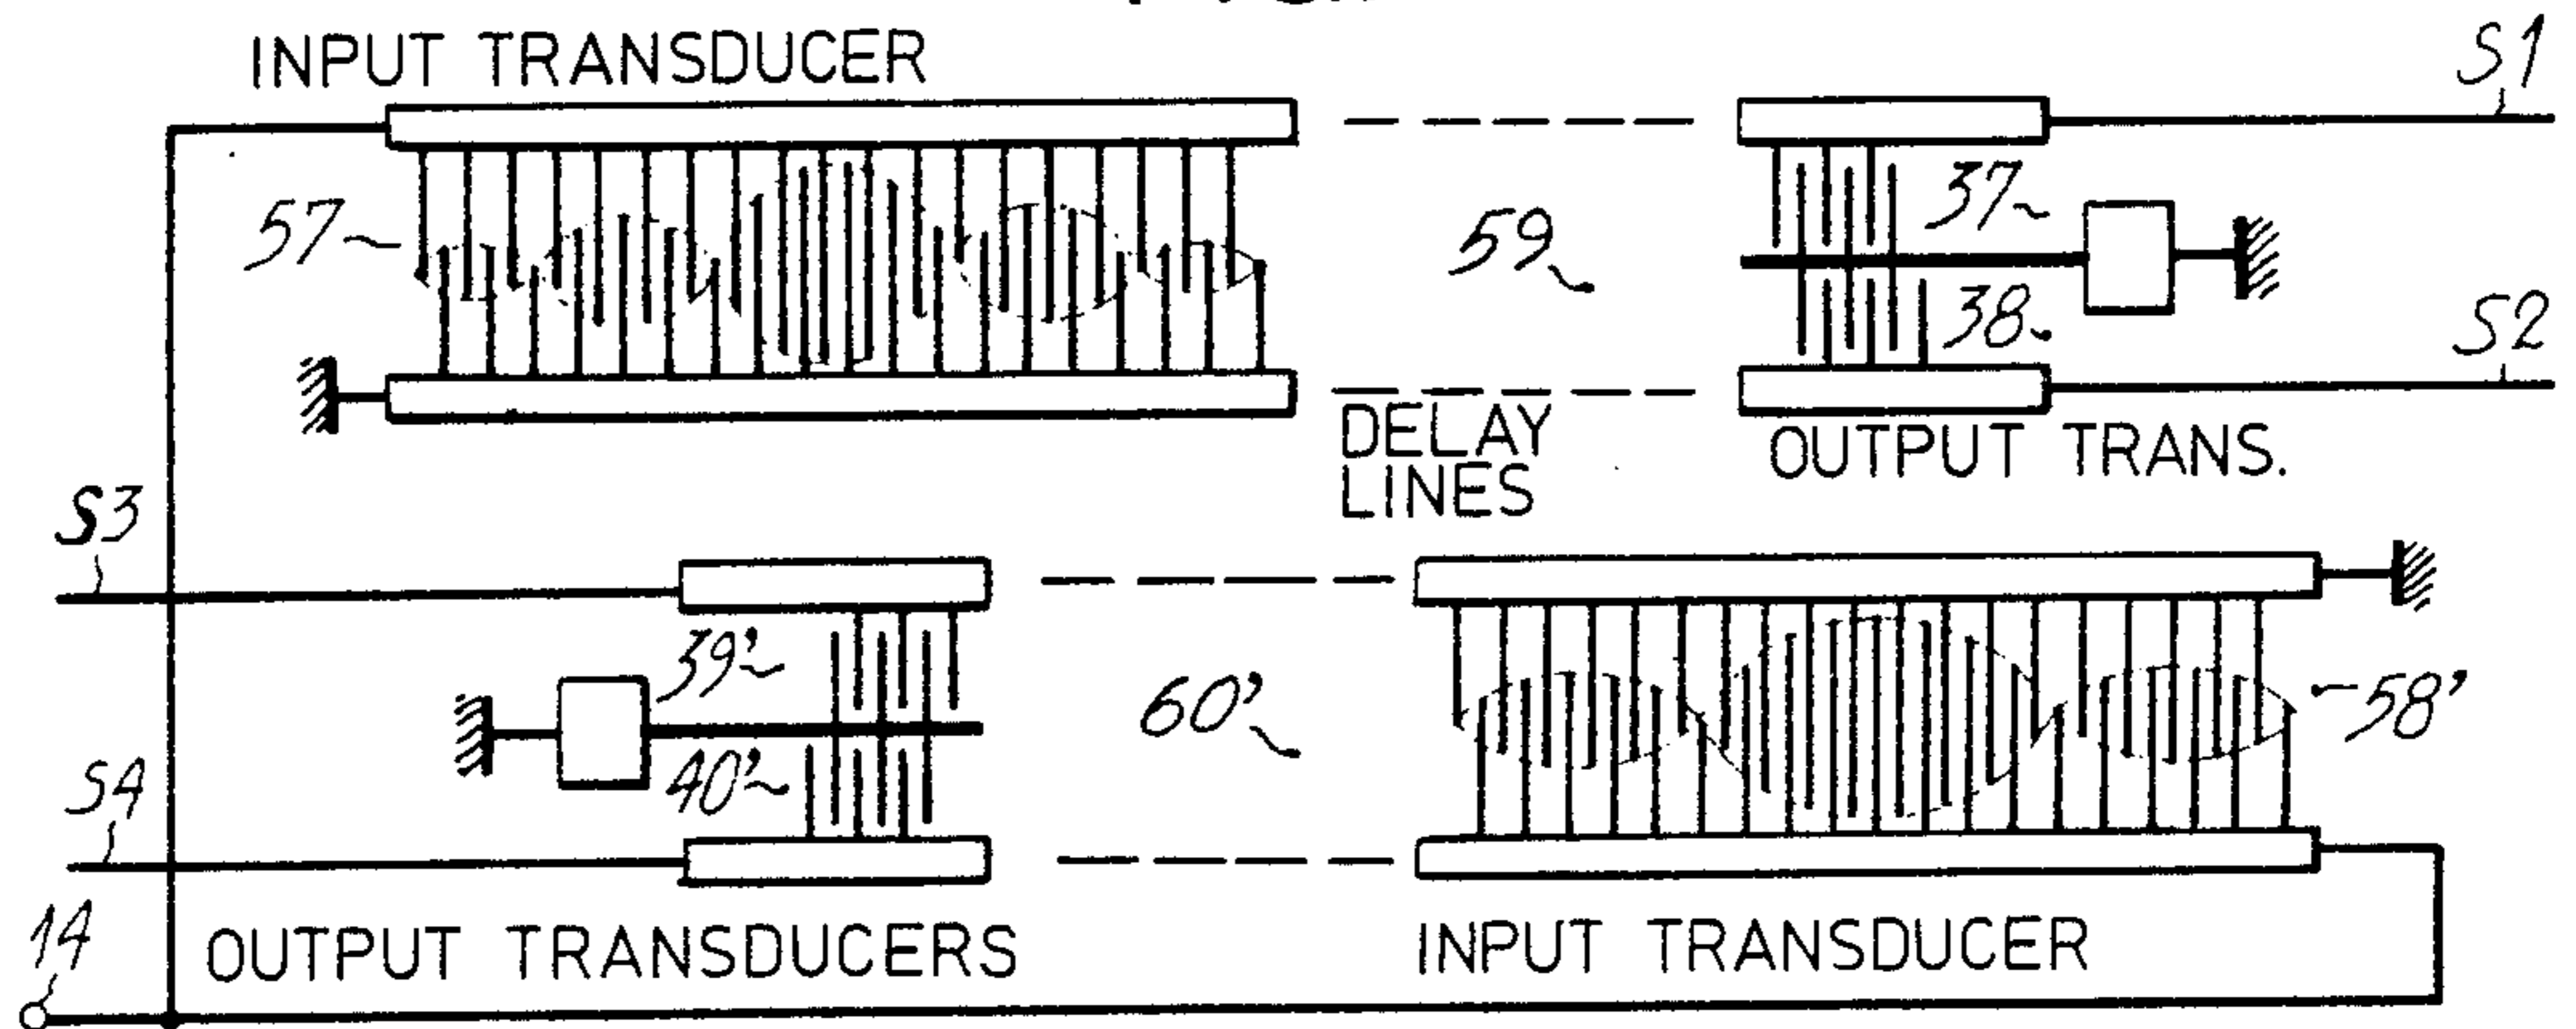 INPUT TRANSDUCER
S1
57
37
59
38
S2
DELAY
LINES
OUTPUT TRANS.
S3
39'
58'
60'
40'
S4
14
OUTPUT TRANSDUCERS
INPUT TRANSDUCER